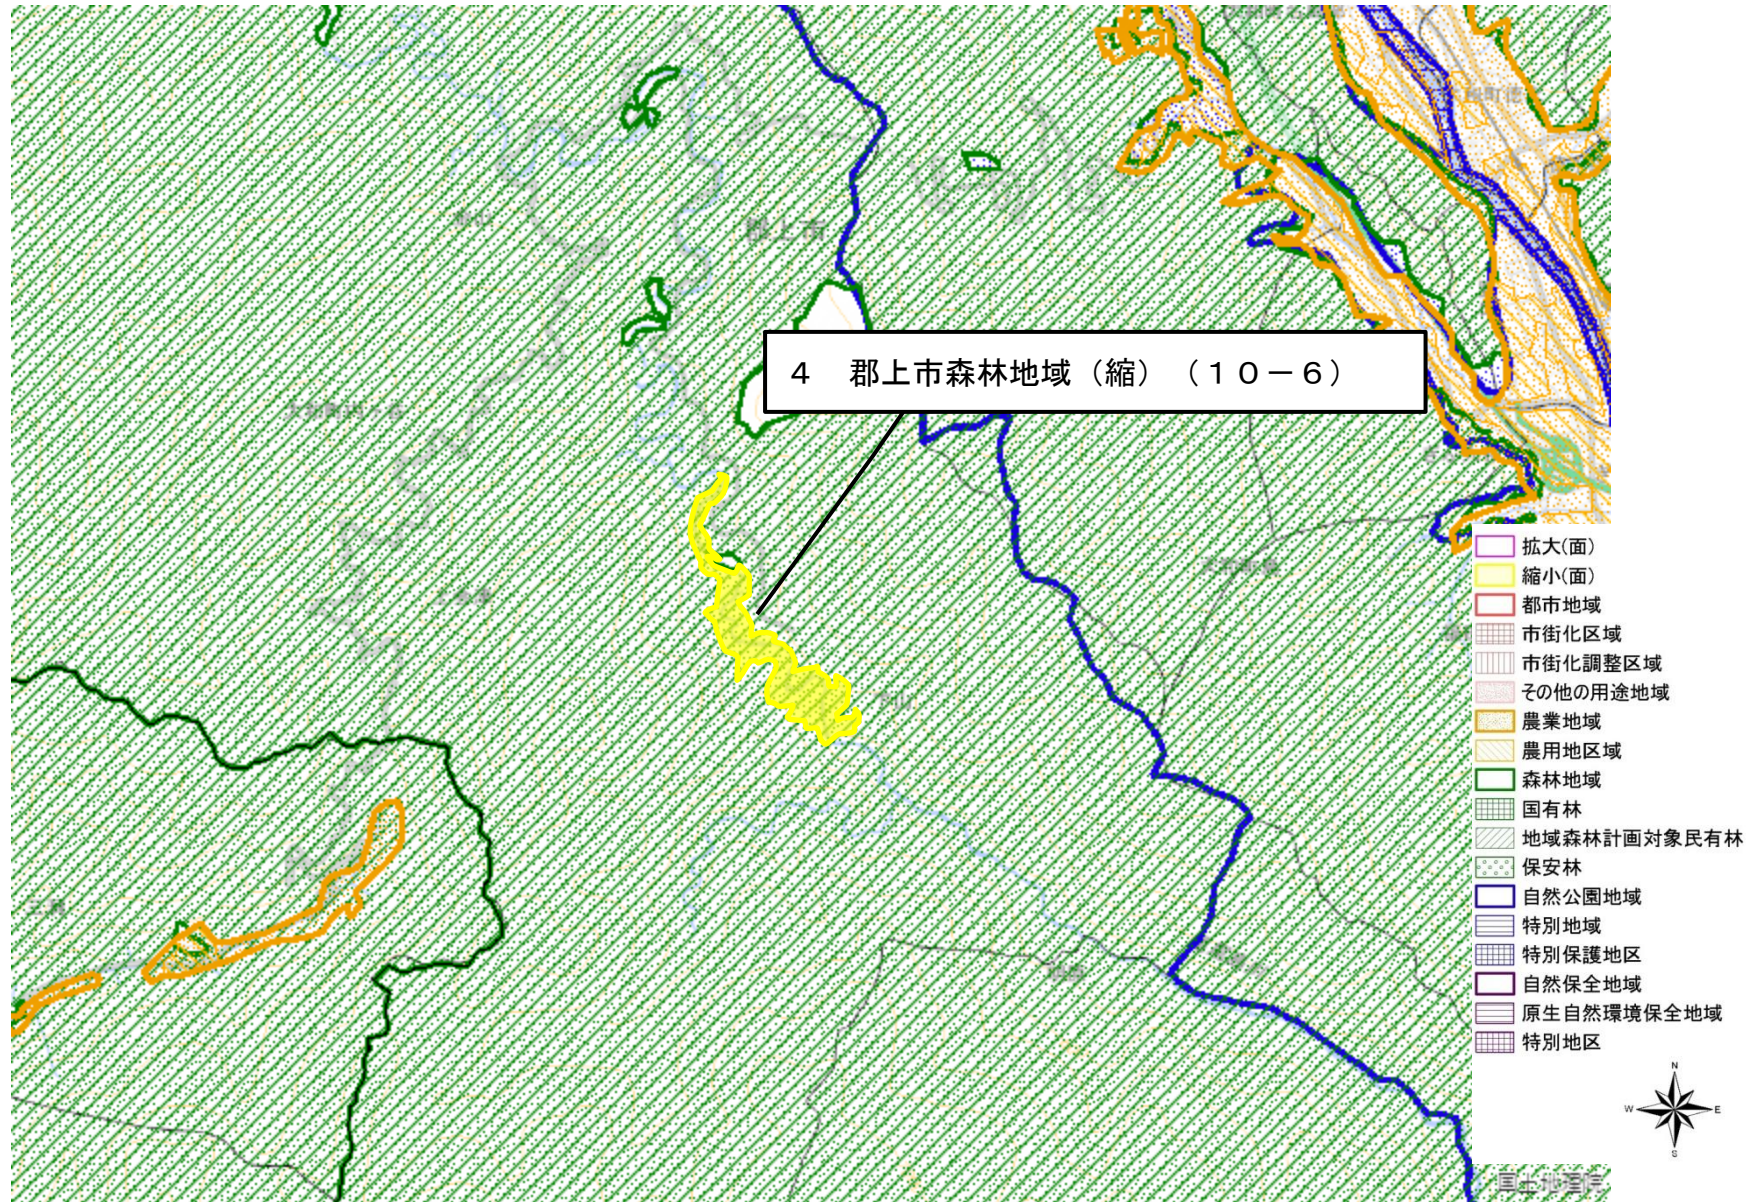 郡上市
４　郡上市森林地域（縮）（１０－６）
拡大(面)
縮小(面)
都市地域
市街化区域
市街化調整区域
その他の用途地域
農業地域
農用地区域
森林地域
国有林
地域森林計画対象民有林
保安林
自然公園地域
特別地域
特別保護地区
自然保全地域
原生自然環境保全地域
特別地区
N
W E
S
国土地理院